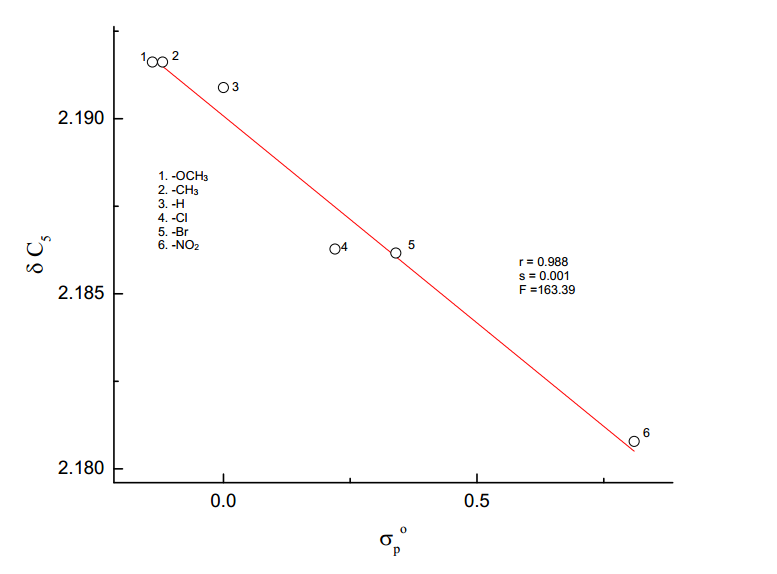 1 2
3
2.190
1. -OCH₃
2. -CH₃
3. -H
4. -Cl
5. -Br
6. -NO₂
4 5
δ C₅
r = 0.988
s = 0.001
F =163.39
2.185
6
2.180
0.0 0.5
σₚ°